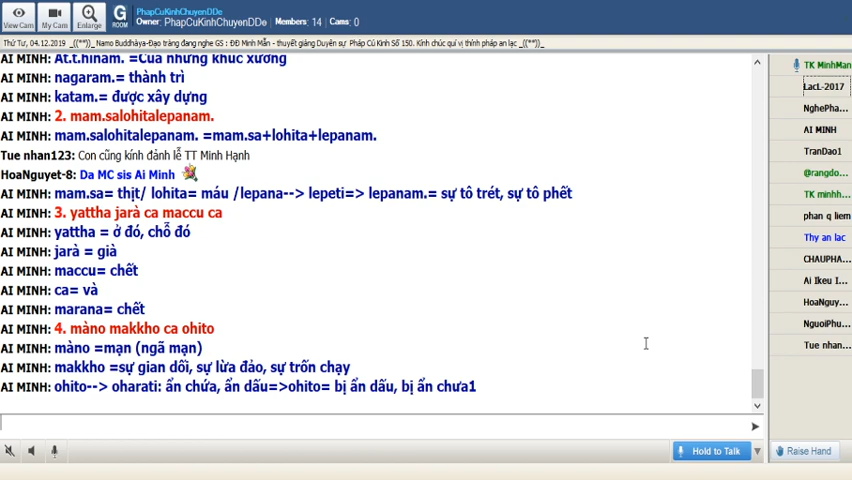 View Cam
My Cam
Enlarge
G
ROOM
PhapCuKinhChuyenDDe
Owner: PhapCuKinhChuyenDDe | Members: 14 | Cams: 0
Thứ Tư, 04.12.2019 _((**))_ Namo Buddhàya-Đạo tràng đang nghe GS : ĐĐ Minh Mẫn - thuyết giảng Duyên sự Pháp Cú Kinh Số 150. Kính chúc quí vị thính pháp an lạc _((**))_
AI MINH: At.t.hinam. =Của những khúc xương
AI MINH: nagaram.= thành trì
AI MINH: katam.= được xây dựng
AI MINH: 2. mam.salohitalepanam.
AI MINH: mam.salohitalepanam. =mam.sa+lohita+lepanam.
Tue nhan123: Con cũng kính đảnh lễ TT Minh Hạnh
HoaNguyet-8: Da MC sis Ai Minh
AI MINH: mam.sa= thịt/ lohita= máu /lepana--> lepeti=> lepanam.= sự tô trét, sự tô phết
AI MINH: 3. yattha jarà ca maccu ca
AI MINH: yattha = ở đó, chỗ đó
AI MINH: jarà = già
AI MINH: maccu= chết
AI MINH: ca= và
AI MINH: marana= chết
AI MINH: 4. màno makkho ca ohito
AI MINH: màno =mạn (ngã mạn)
AI MINH: makkho =sự gian dối, sự lừa đảo, sự trốn chạy
AI MINH: ohito--> oharati: ẩn chứa, ẩn dấu=>ohito= bị ẩn dấu, bị ẩn chưa1
TK MinhMan
LacL-2017
NghePha...
AI MINH
TranDao1
@rangdo...
TK minhh...
phan q liem
Thy an lac
CHAUPHA...
Ai Ikeu I...
HoaNguy...
NguoiPhu...
Tue nhan...
Hold to Talk
Raise Hand